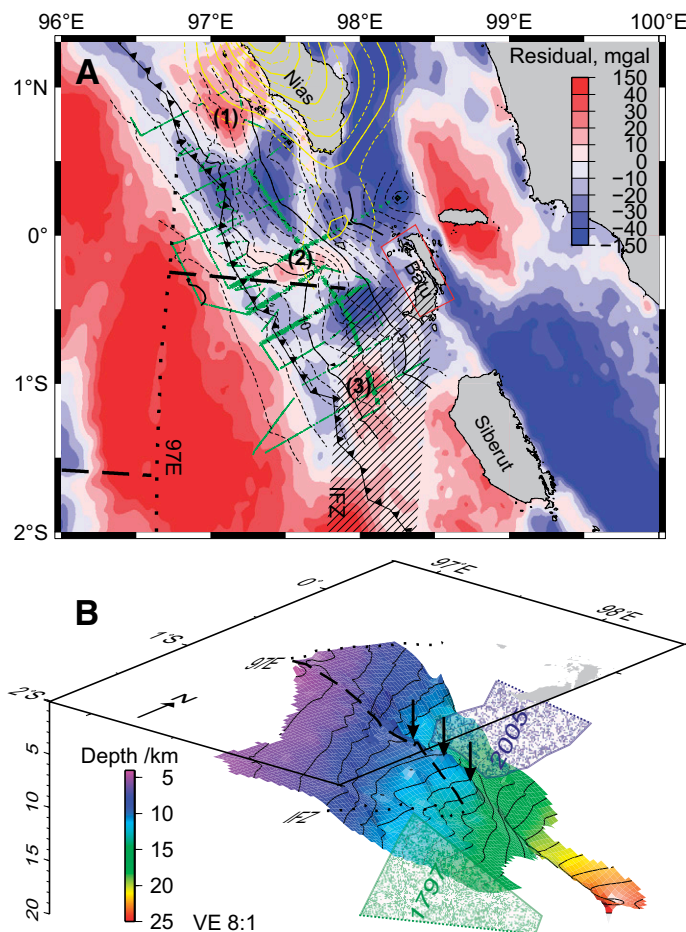 96°E 97°E 98°E 99°E 100°E
A
Residual, mgal
150
40
30
20
10
0
−10
−20
−30
−40
−150
1°N
0°
1°S
2°S
Nias
(1)
(2)
(3)
Batu
Siberut
97E
IFZ
B
97°E
98°E
0°
1°S
2°S
97E
N
IFZ
2005
1797
Depth /km
5
10
15
20
25
VE 8:1
5
10
15
20